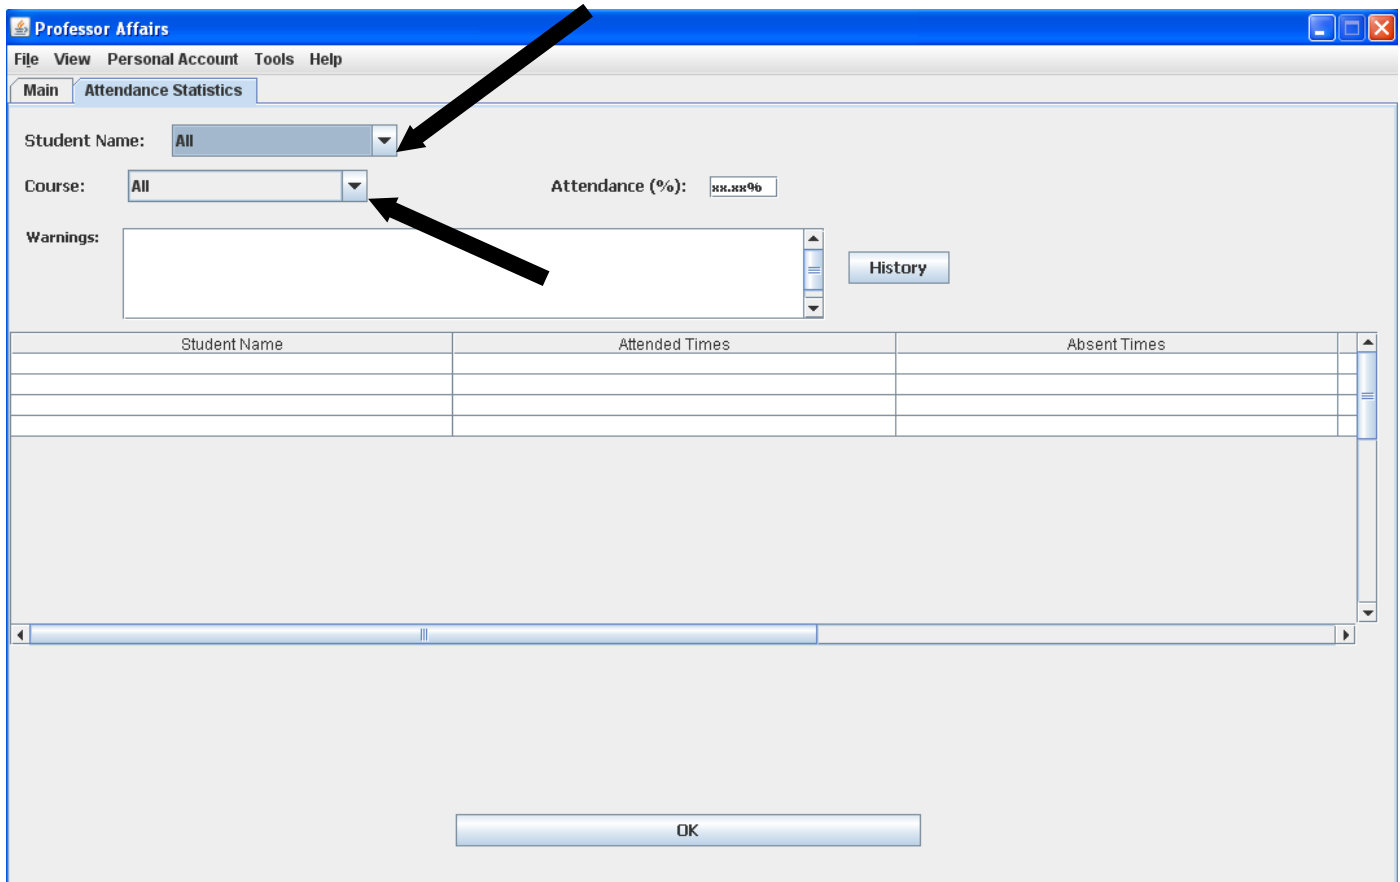 Professor Affairs
File View Personal Account Tools Help
Main Attendance Statistics
Student Name: All
Course: All Attendance (%): xx.xx%
Warnings:
History
Student Name Attended Times Absent Times
OK